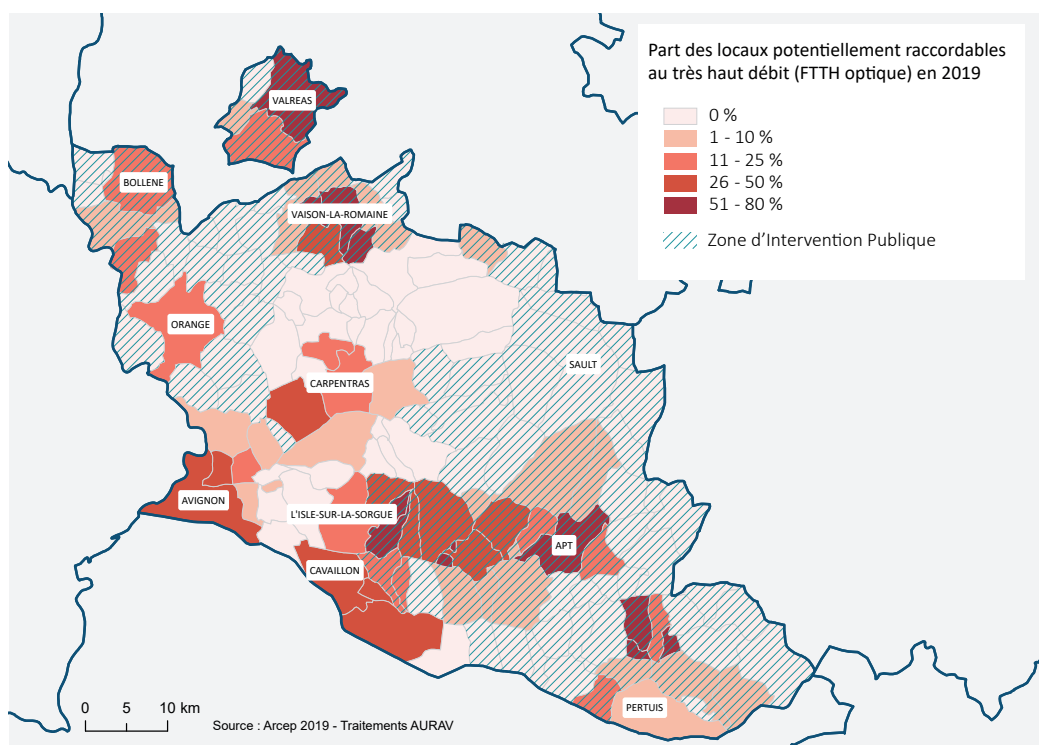 Part des locaux potentiellement raccordables
au très haut débit (FTTH optique) en 2019
0 %
1 - 10 %
11 - 25 %
26 - 50 %
51 - 80 %
Zone d'Intervention Publique
VALREAS
BOLLENE
VAISON-LA-ROMAINE
ORANGE
SAULT
CARPENTRAS
AVIGNON
L'ISLE-SUR-LA-SORGUE
APT
CAVAILLON
PERTUIS
0 5 10 km
Source : Arcep 2019 - Traitements AURAV